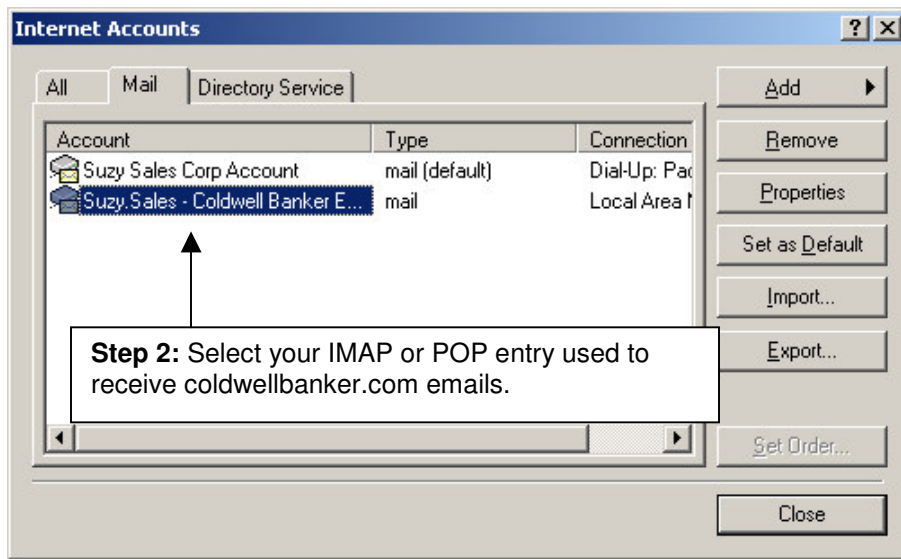 Internet Accounts
All Mail Directory Service
Account Type Connection
Suzy Sales Corp Account mail (default) Dial-Up: Pac
Suzy.Sales - Coldwell Banker E... mail Local Area
Step 2: Select your IMAP or POP entry used to
receive coldwellbanker.com emails.
Add
Remove
Properties
Set as Default
Import...
Export...
Set Order...
Close